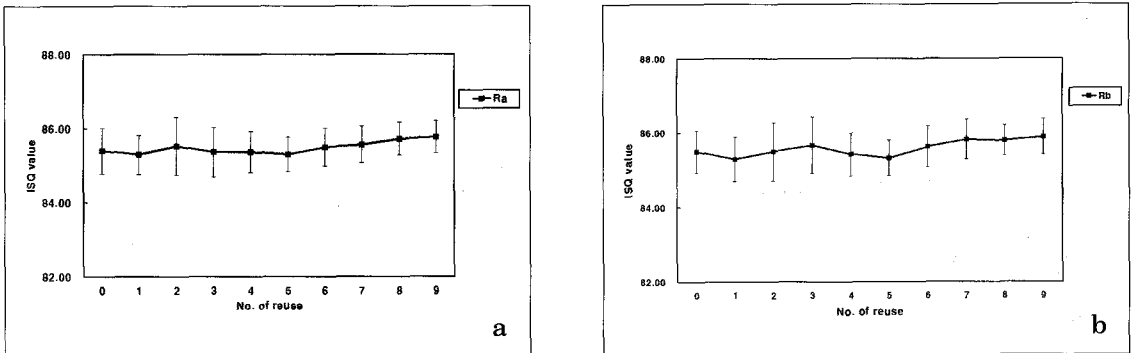 88.00
86.00
84.00
82.00
ISQ value
0 1 2 3 4 5 6 7 8 9
No. of reuse
Ra
a
88.00
86.00
84.00
82.00
ISQ value
0 1 2 3 4 5 6 7 8 9
No. of reuse
Rb
b